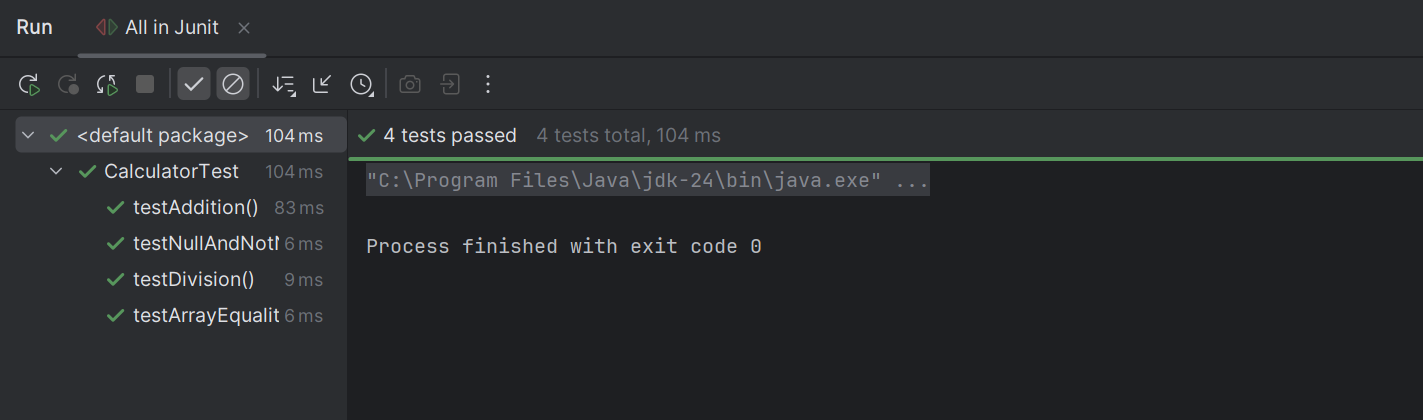 Run All in Junit
<default package> 104 ms
4 tests passed 4 tests total, 104 ms
CalculatorTest 104 ms
"C:\Program Files\Java\jdk-24\bin\java.exe" ...
testAddition() 83 ms
testNullAndNotN 6 ms
Process finished with exit code 0
testDivision() 9 ms
testArrayEqualit 6 ms